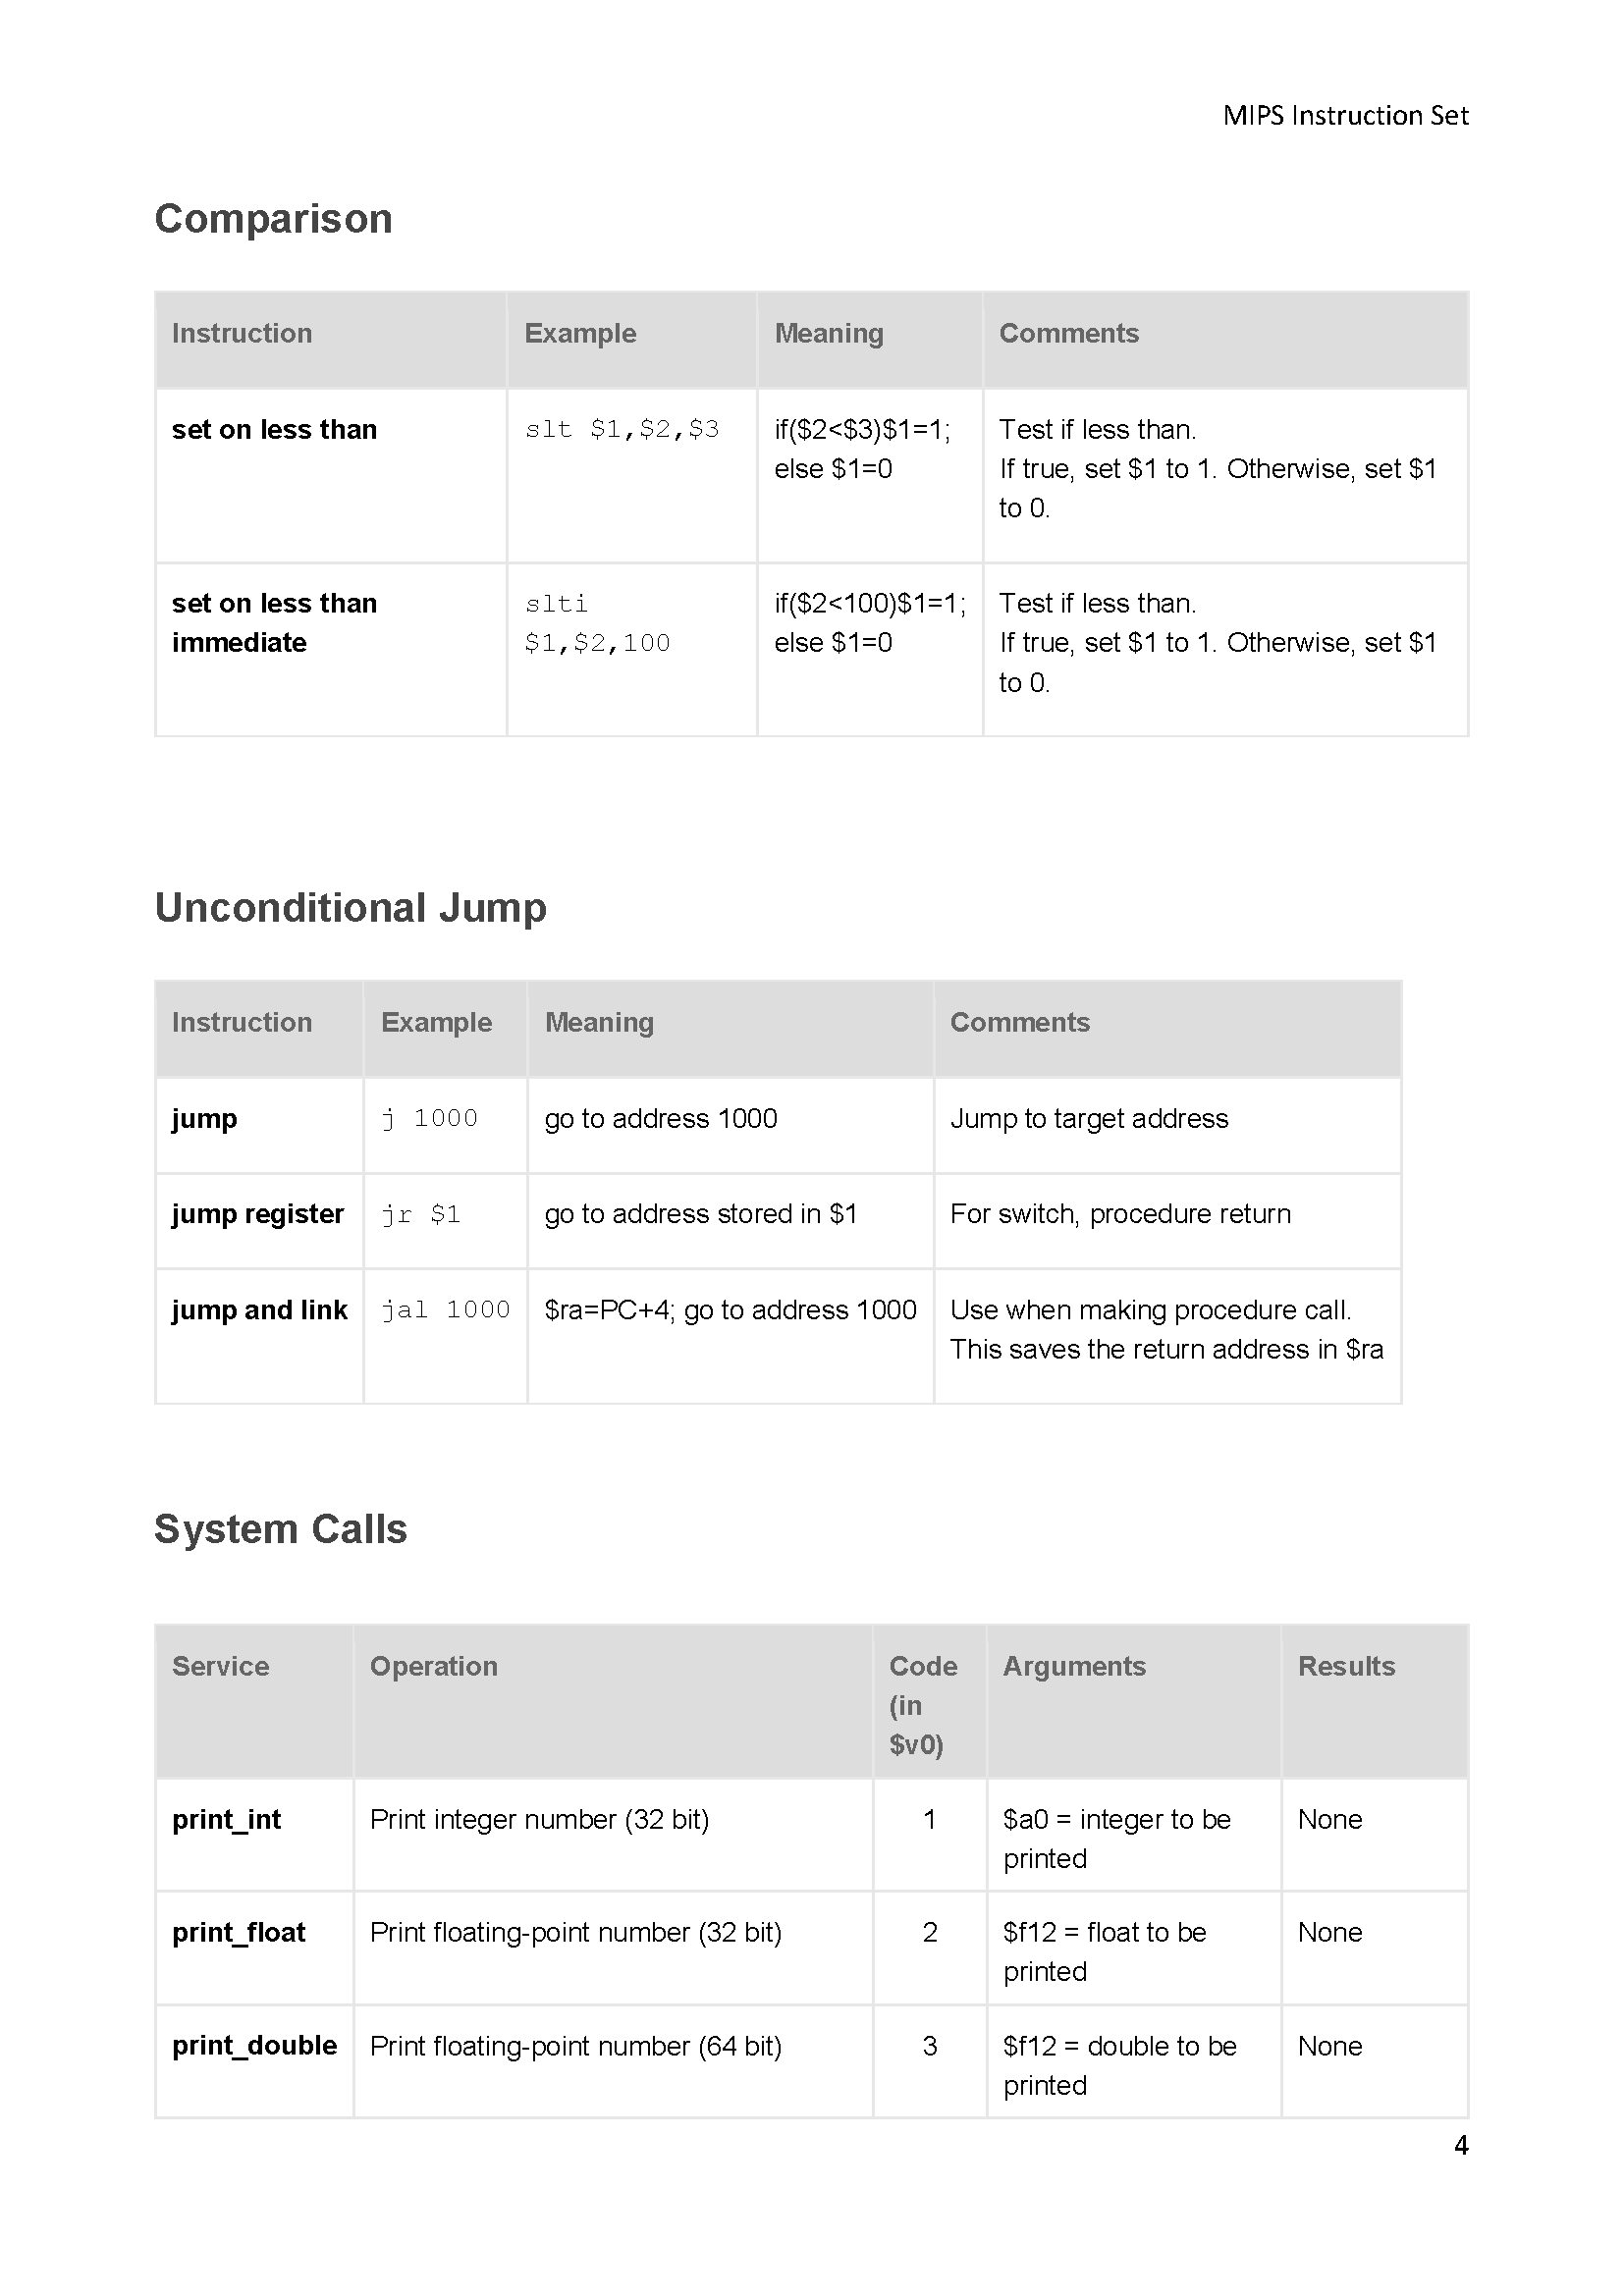 MIPS Instruction Set
Comparison
Instruction Example Meaning Comments
set on less than slt $1,$2,$3 if($2<$3)$1=1; Test if less than.
else $1=0 If true, set $1 to 1. Otherwise, set $1
to 0.
set on less than slti if($2<100)$1=1; Test if less than.
immediate $1,$2,100 else $1=0 If true, set $1 to 1. Otherwise, set $1
to 0.
Unconditional Jump
Instruction Example Meaning Comments
jump j 1000 go to address 1000 Jump to target address
jump register jr $1 go to address stored in $1 For switch, procedure return
jump and link jal 1000 $ra=PC+4; go to address 1000 Use when making procedure call.
This saves the return address in $ra
System Calls
Service Operation Code Arguments Results
(in
$v0)
print_int Print integer number (32 bit) 1 $a0 = integer to be None
printed
print_float Print floating-point number (32 bit) 2 $f12 = float to be None
printed
print_double Print floating-point number (64 bit) 3 $f12 = double to be None
printed
4